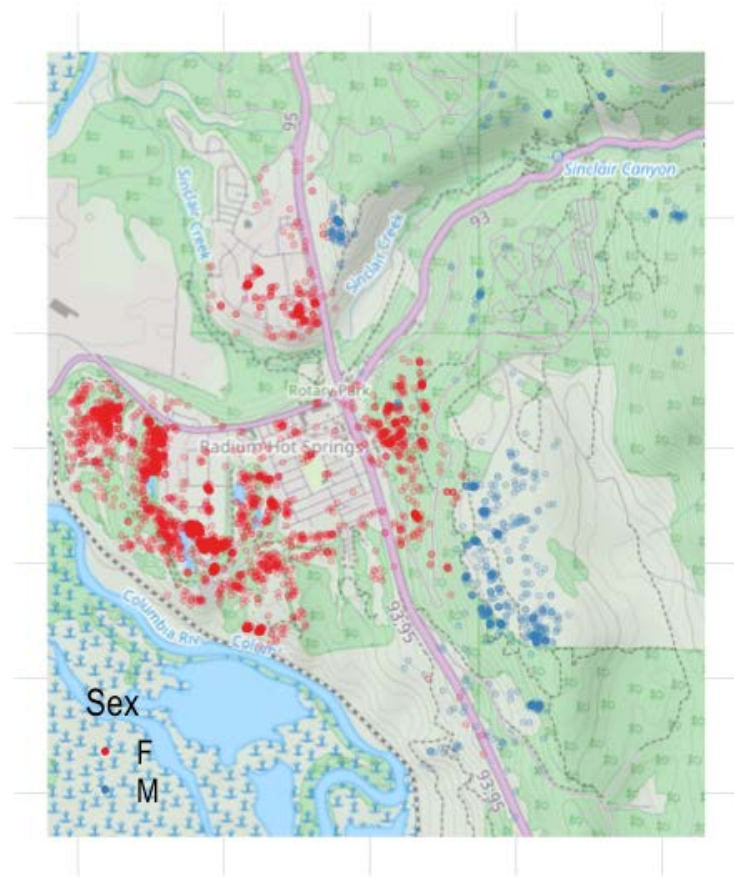 95
Sinclair Canyon
Sinclair Creek
93
Sinclair Creek
Rotary Park
Radium Hot Springs
Columbia Riv
Colum
93-95
Sex
F
M
93-95